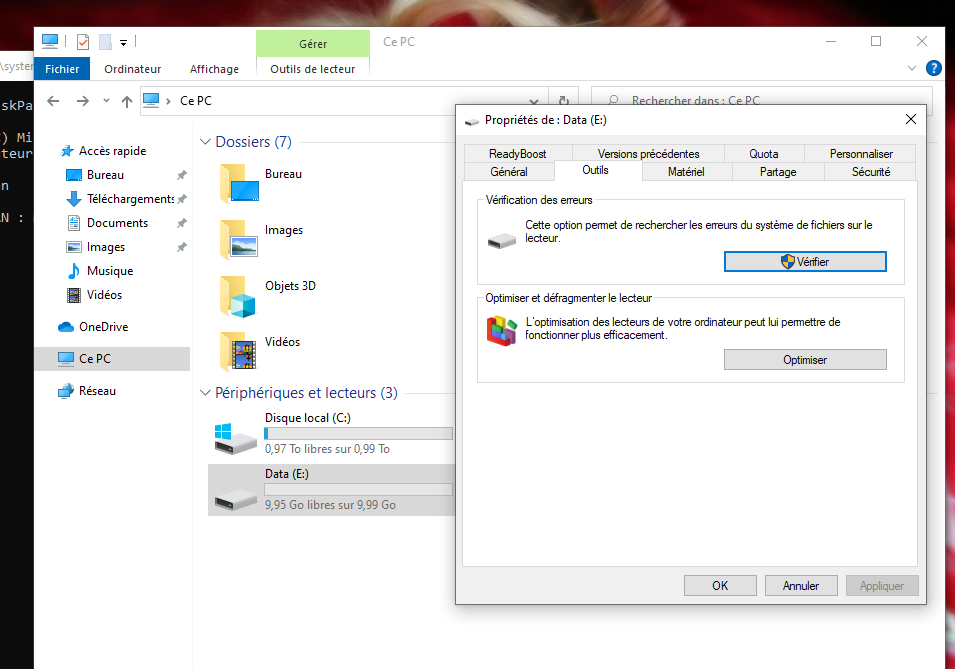 Gérer
Ce PC
Fichier
Ordinateur
Affichage
Outils de lecteur
?
Ce PC
Rechercher dans : Ce PC
\system
skPa
) Mi
teur
n
N :
Accès rapide
Bureau
Téléchargements
Documents
Images
Musique
Vidéos
OneDrive
Ce PC
Réseau
Dossiers (7)
Bureau
Images
Objets 3D
Vidéos
Périphériques et lecteurs (3)
Disque local (C:)
0,97 To libres sur 0,99 To
Data (E:)
9,95 Go libres sur 9,99 Go
Propriétés de : Data (E:)
ReadyBoost
Versions précédentes
Quota
Personnaliser
Général
Outils
Matériel
Partage
Sécurité
Vérification des erreurs
Cette option permet de rechercher les erreurs du système de fichiers sur le
lecteur.
Vérifier
Optimiser et défragmenter le lecteur
L'optimisation des lecteurs de votre ordinateur peut lui permettre de
fonctionner plus efficacement.
Optimiser
OK
Annuler
Appliquer